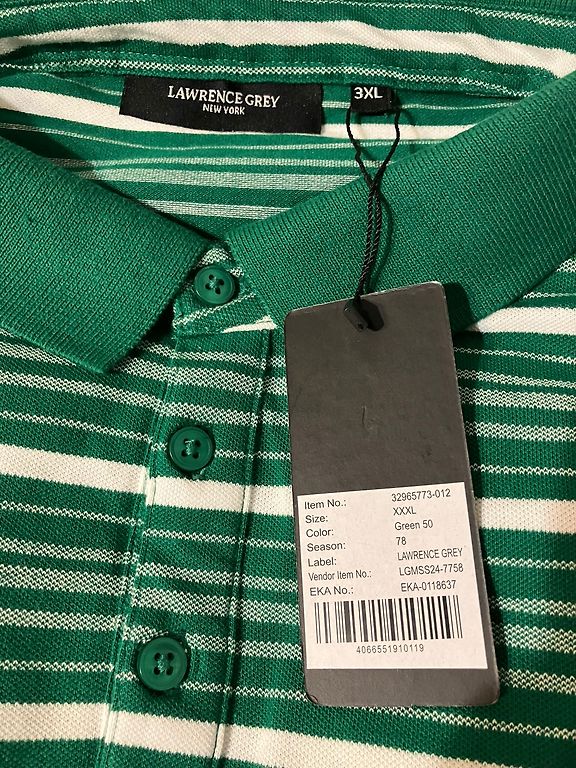 LAWRENCE GREY
NEW YORK
3XL
Item No.: 32965773-012
Size: XXXL
Color: Green 50
Season: 78
Label: LAWRENCE GREY
Vendor Item No.: LGMSS24-7758
EKA No.: EKA-0118637
4066551910119